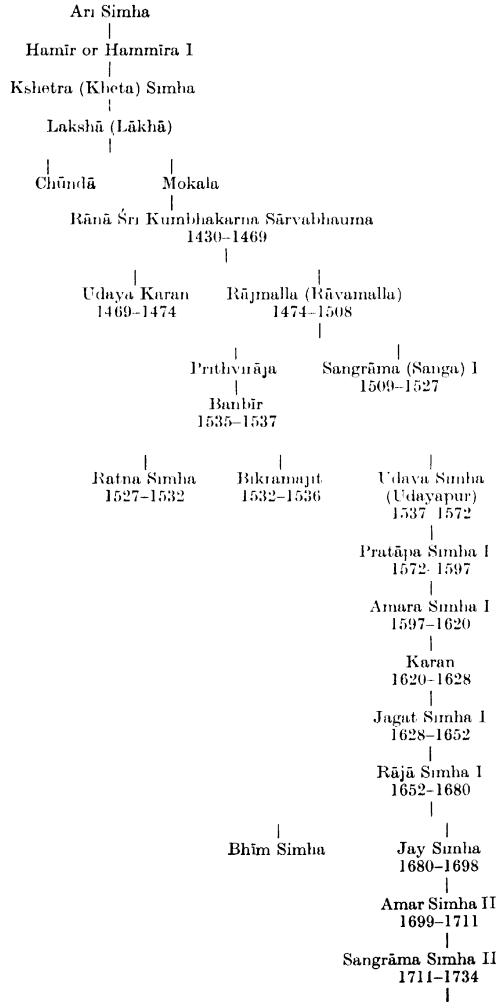 Ari Simha
Hamīr or Hammīra I
Kshetra (Kheta) Simha
Lakshā (Lākhā)
Chūndā Mokala
Rānā Śri Kumbhakarna Sārvabhauma
1430–1469
Udaya Karan Rājmalla (Rāvamalla)
1469–1474 1474–1508
Prithvirāja Sangrāma (Sanga) I
1509–1527
Banbīr
1535–1537
Ratna Simha Bikramajit Udaya Simha
1527–1532 1532–1536 (Udayapur)
1537 1572
Pratāpa Simha I
1572- 1597
Amara Simha I
1597–1620
Karan
1620–1628
Jagat Simha I
1628–1652
Rājā Simha I
1652–1680
Bhīm Simha Jay Simha
1680–1698
Amar Simha II
1699–1711
Sangrāma Simha II
1711–1734